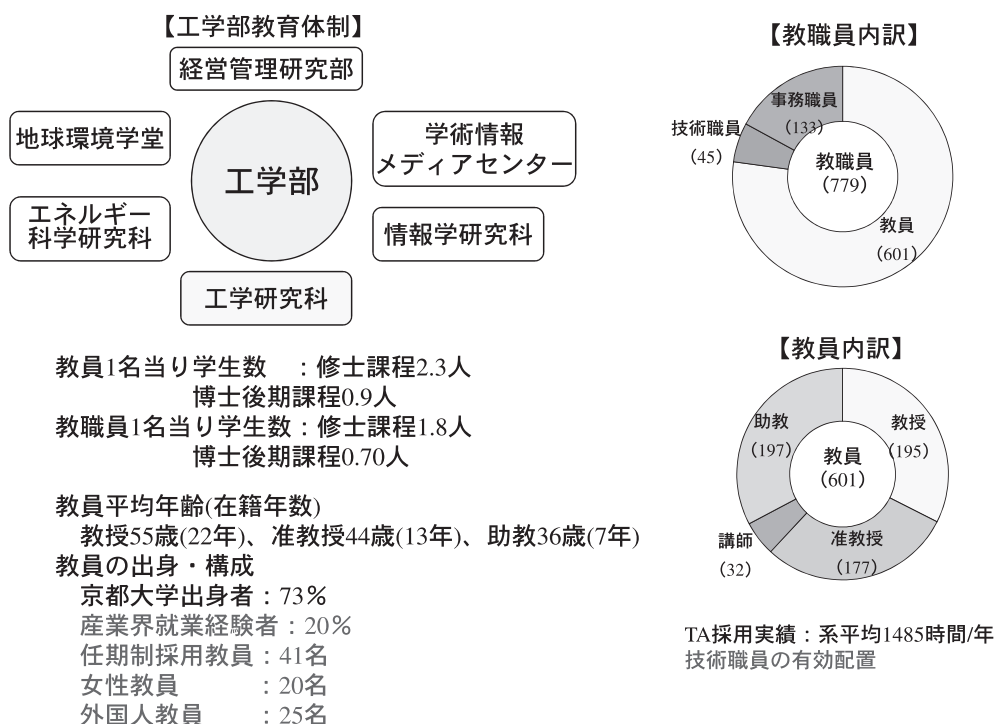 【工学部教育体制】
経営管理研究部
地球環境学堂
学術情報
メディアセンター
工学部
エネルギー
科学研究科
情報学研究科
工学研究科
【教職員内訳】
事務職員
(133)
技術職員
(45)
教職員
(779)
教員
(601)
教員1名当り学生数　：修士課程2.3人
博士後期課程0.9人
教職員1名当り学生数：修士課程1.8人
博士後期課程0.70人
教員平均年齢(在籍年数)
教授55歳(22年)、准教授44歳(13年)、助教36歳(7年)
教員の出身・構成
京都大学出身者：73％
産業界就業経験者：20％
任期制採用教員：41名
女性教員　　　：20名
外国人教員　　：25名
【教員内訳】
助教
(197)
教授
(195)
教員
(601)
講師
(32)
准教授
(177)
TA採用実績：系平均1485時間/年
技術職員の有効配置